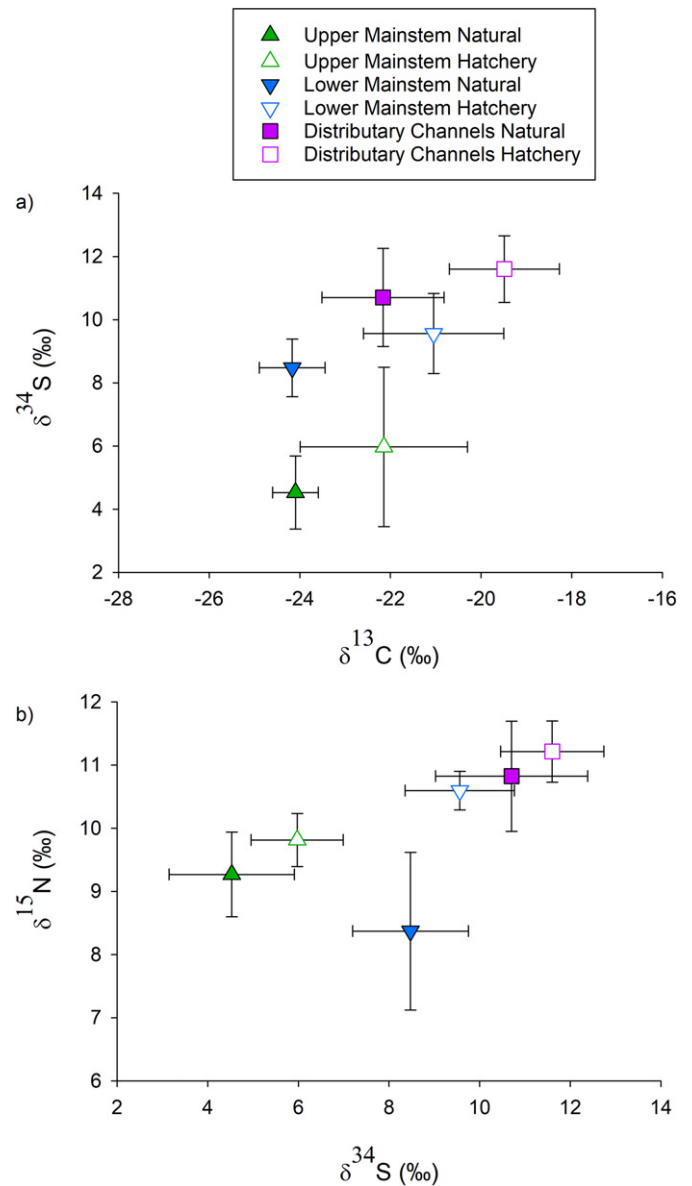 Upper Mainstem Natural
Upper Mainstem Hatchery
Lower Mainstem Natural
Lower Mainstem Hatchery
Distributary Channels Natural
Distributary Channels Hatchery
a)
14
12
10
8
6
4
2
δ34S (‰)
-28 -26 -24 -22 -20 -18 -16
δ13C (‰)
b)
12
11
10
9
8
7
6
δ15N (‰)
2 4 6 8 10 12 14
δ34S (‰)